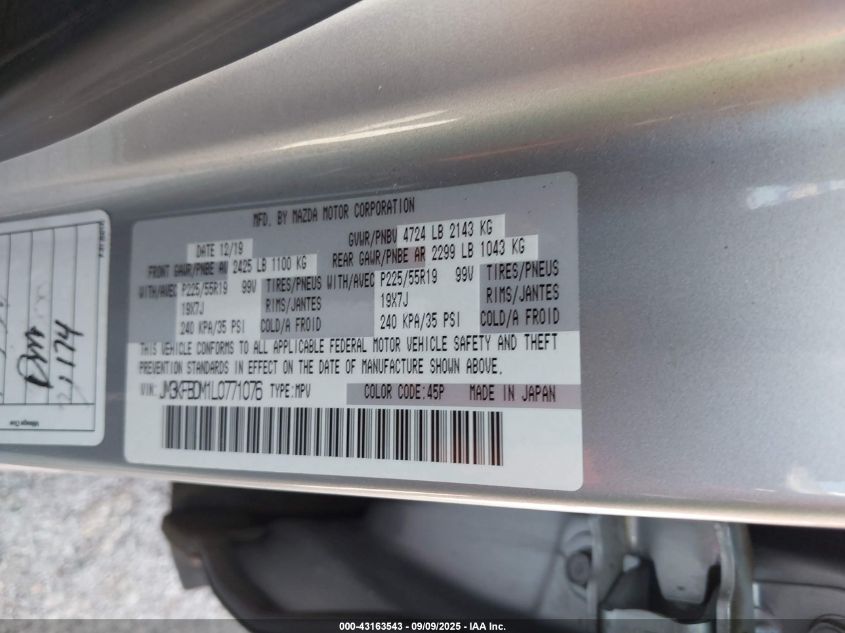 MFD. BY MAZDA MOTOR CORPORATION
DATE 12/19 GVWR/PNBV 4724 LB 2143 KG
FRONT GAWR/PNBE AV 2425 LB 1100 KG REAR GAWR/PNBE AR 2299 LB 1043 KG
WITH/AVEC P225/55R19 99V TIRES/PNEUS WITH/AVEC P225/55R19 99V TIRES/PNEUS
19X7J RIMS/JANTES 19X7J RIMS/JANTES
240 KPA/35 PSI COLD/A FROID 240 KPA/35 PSI COLD/A FROID
THIS VEHICLE CONFORMS TO ALL APPLICABLE FEDERAL MOTOR VEHICLE SAFETY AND THEFT
PREVENTION STANDARDS IN EFFECT ON THE DATE OF MANUFACTURE SHOWN ABOVE.
VIN: JM3KFBDM1L0771076 TYPE:MPV COLOR CODE:45P MADE IN JAPAN
000-43163543 - 09/09/2025 - IAA Inc.